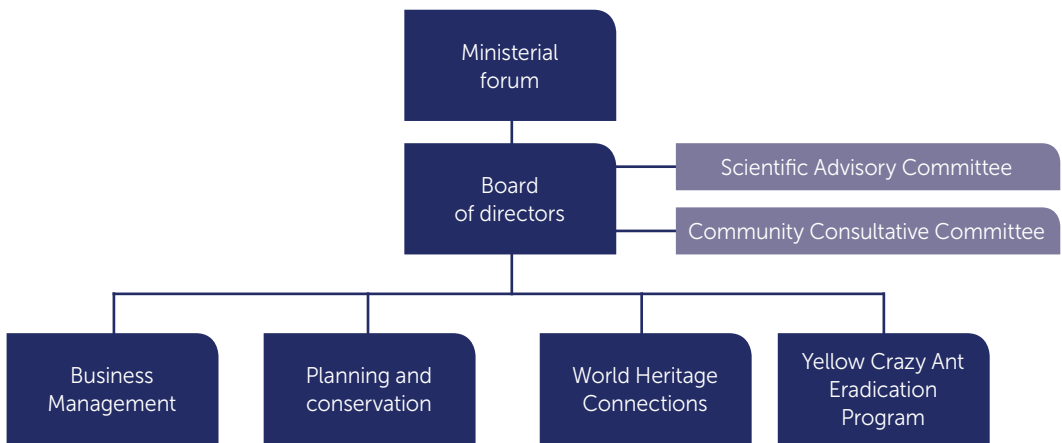 Ministerial
forum
Board
of directors
Scientific Advisory Committee
Community Consultative Committee
Business
Management
Planning and
conservation
World Heritage
Connections
Yellow Crazy Ant
Eradication
Program